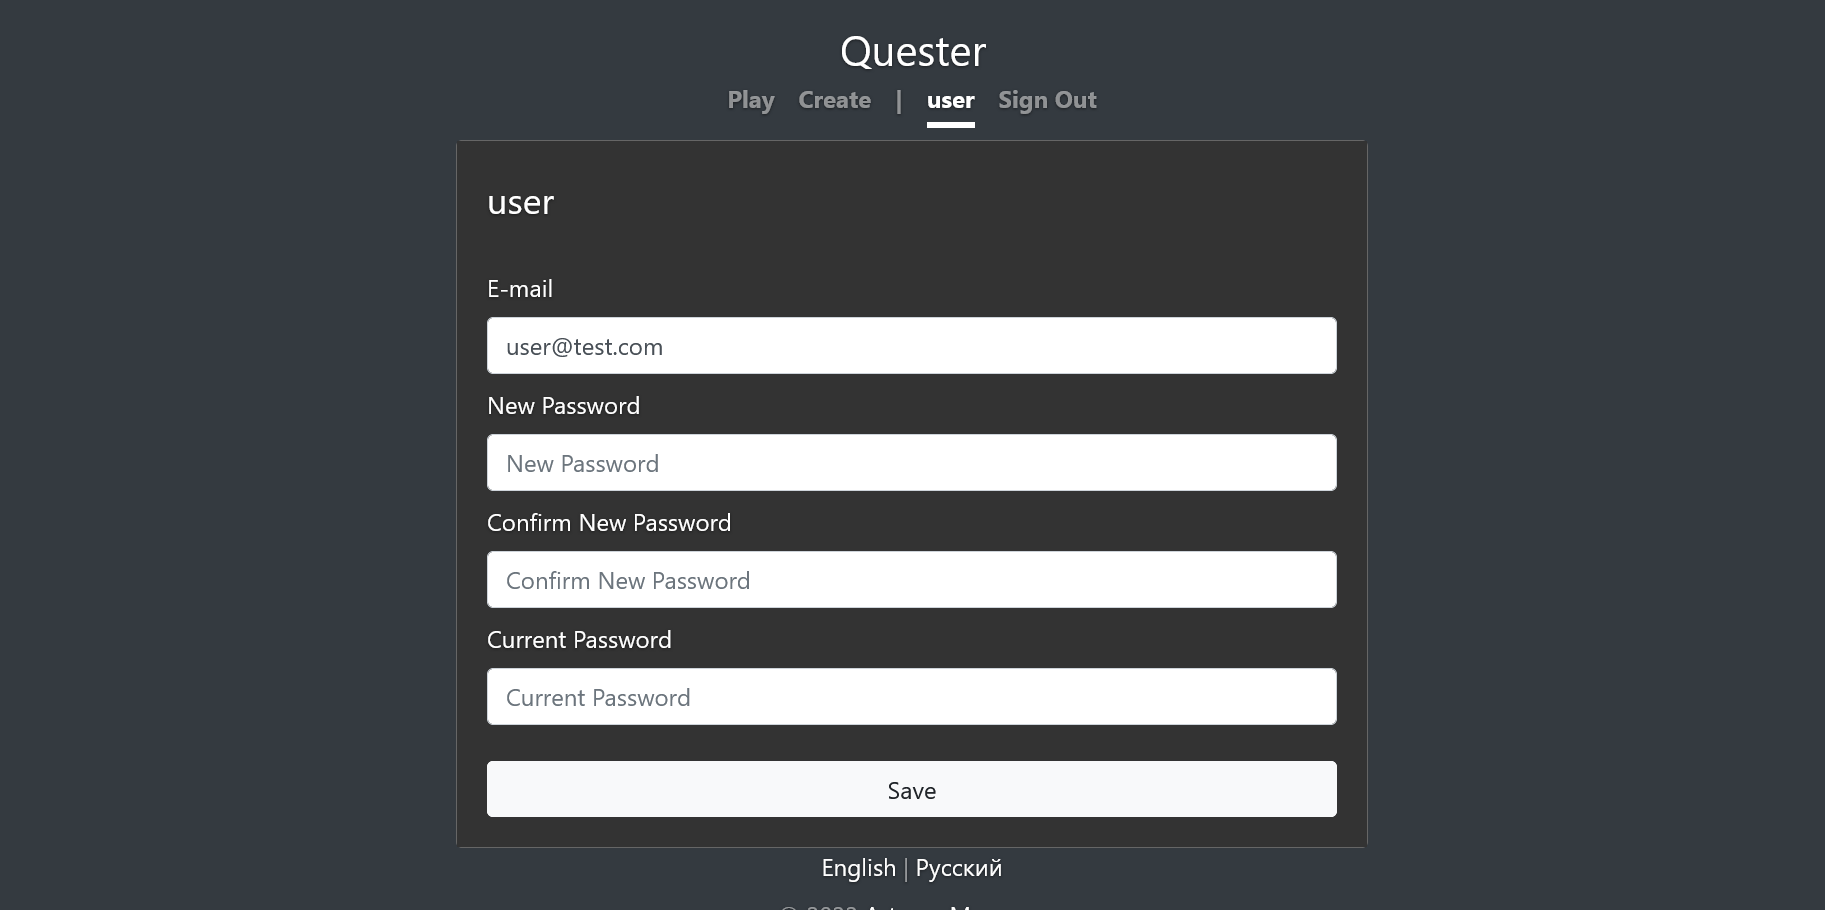 Quester
Play Create | user Sign Out
user
E-mail
user@test.com
New Password
New Password
Confirm New Password
Confirm New Password
Current Password
Current Password
Save
English | Русский